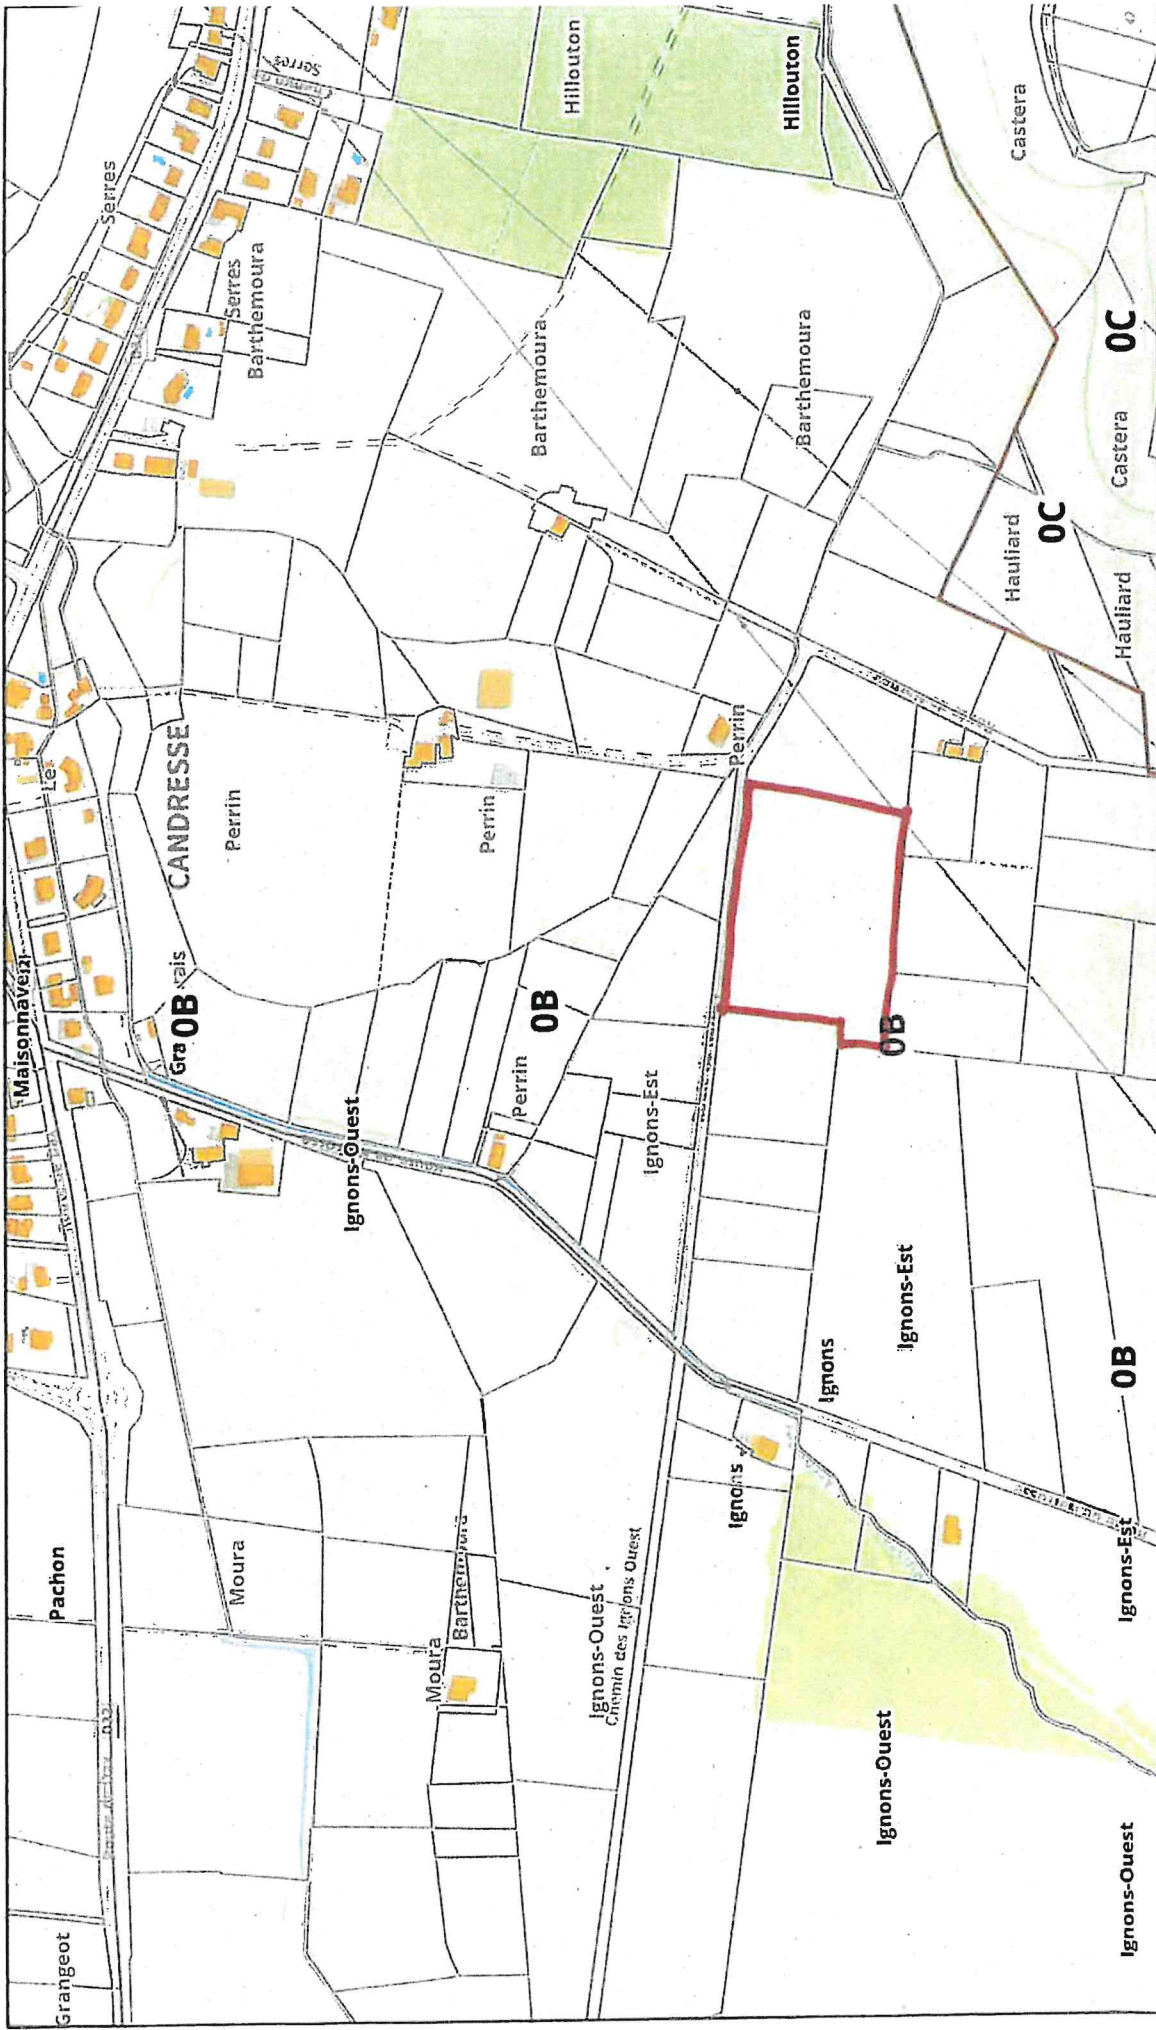 Grangeot
Pachon
Maisonnave
Serres
Gra
0B
rais
CANDRESSE
Moura
Perrin
Serres
Barthemoura
Serres
Ignons-Ouest
Moura
Barthemoura
Perrin
Perrin
0B
Barthemoura
Hillouton
Ignons-Ouest
Chemin des Ignons Ouest
Ignons-Est
Ignons
Perrin
Hillouton
Barthemoura
Ignons
Ignons-Ouest
0B
Ignons-Est
Hauliard
Castera
0C
Ignons-Ouest
Ignons-Est
0B
Hauliard
Castera
0C